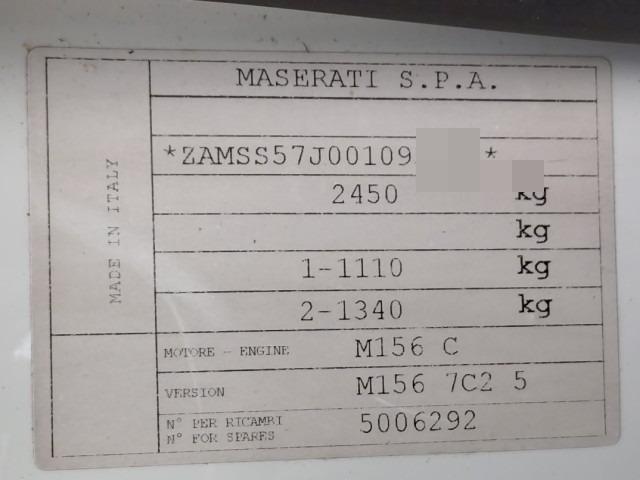 MASERATI S.P.A.
*ZAMSS57J00109 *
2450 kg
kg
1-1110 kg
2-1340 kg
MADE IN ITALY
MOTORE - ENGINE M156 C
VERSION M156 7C2 5
N° PER RICAMBI
N° FOR SPARES 5006292